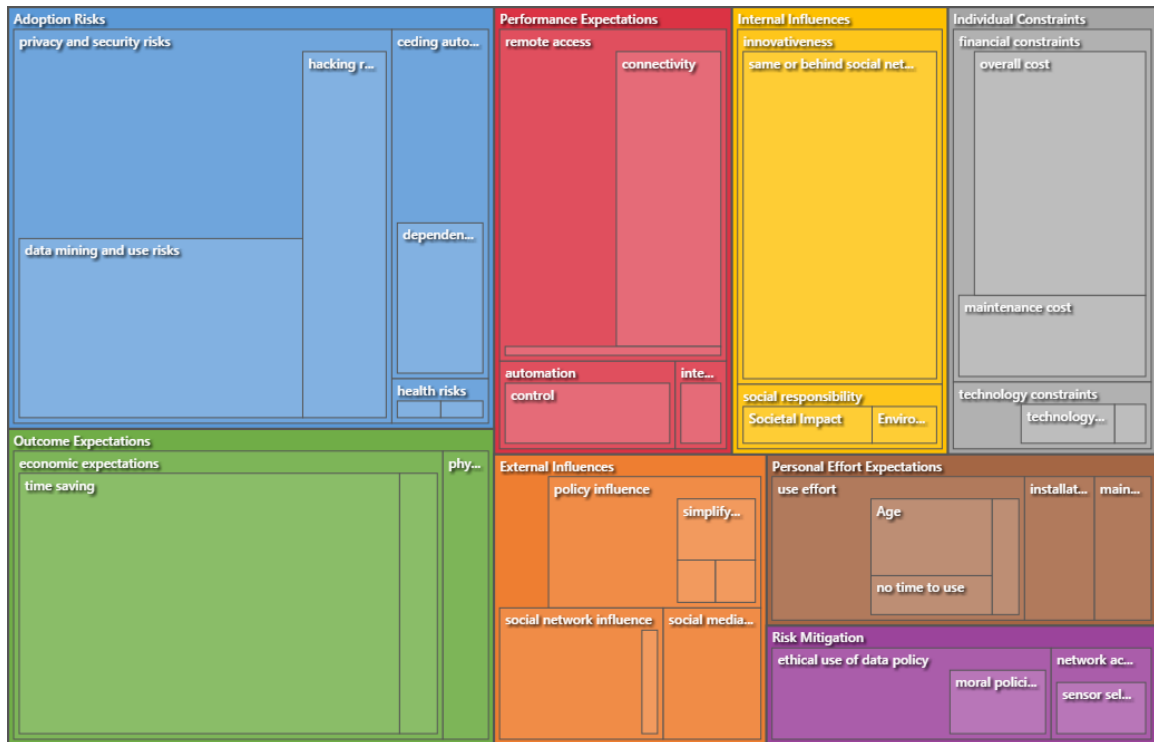 Adoption Risks
privacy and security risks
hacking r...
data mining and use risks
ceding auto...
dependen...
health risks
Performance Expectations
remote access
connectivity
automation
control
inte...
Internal Influences
innovativeness
same or behind social net...
social responsibility
Societal Impact
Enviro...
Individual Constraints
financial constraints
overall cost
maintenance cost
technology constraints
technology...
Outcome Expectations
economic expectations
time saving
phy...
External Influences
policy influence
simplify...
social network influence
social media...
Personal Effort Expectations
use effort
Age
no time to use
installat...
main...
Risk Mitigation
ethical use of data policy
moral polici...
network ac...
sensor sel...